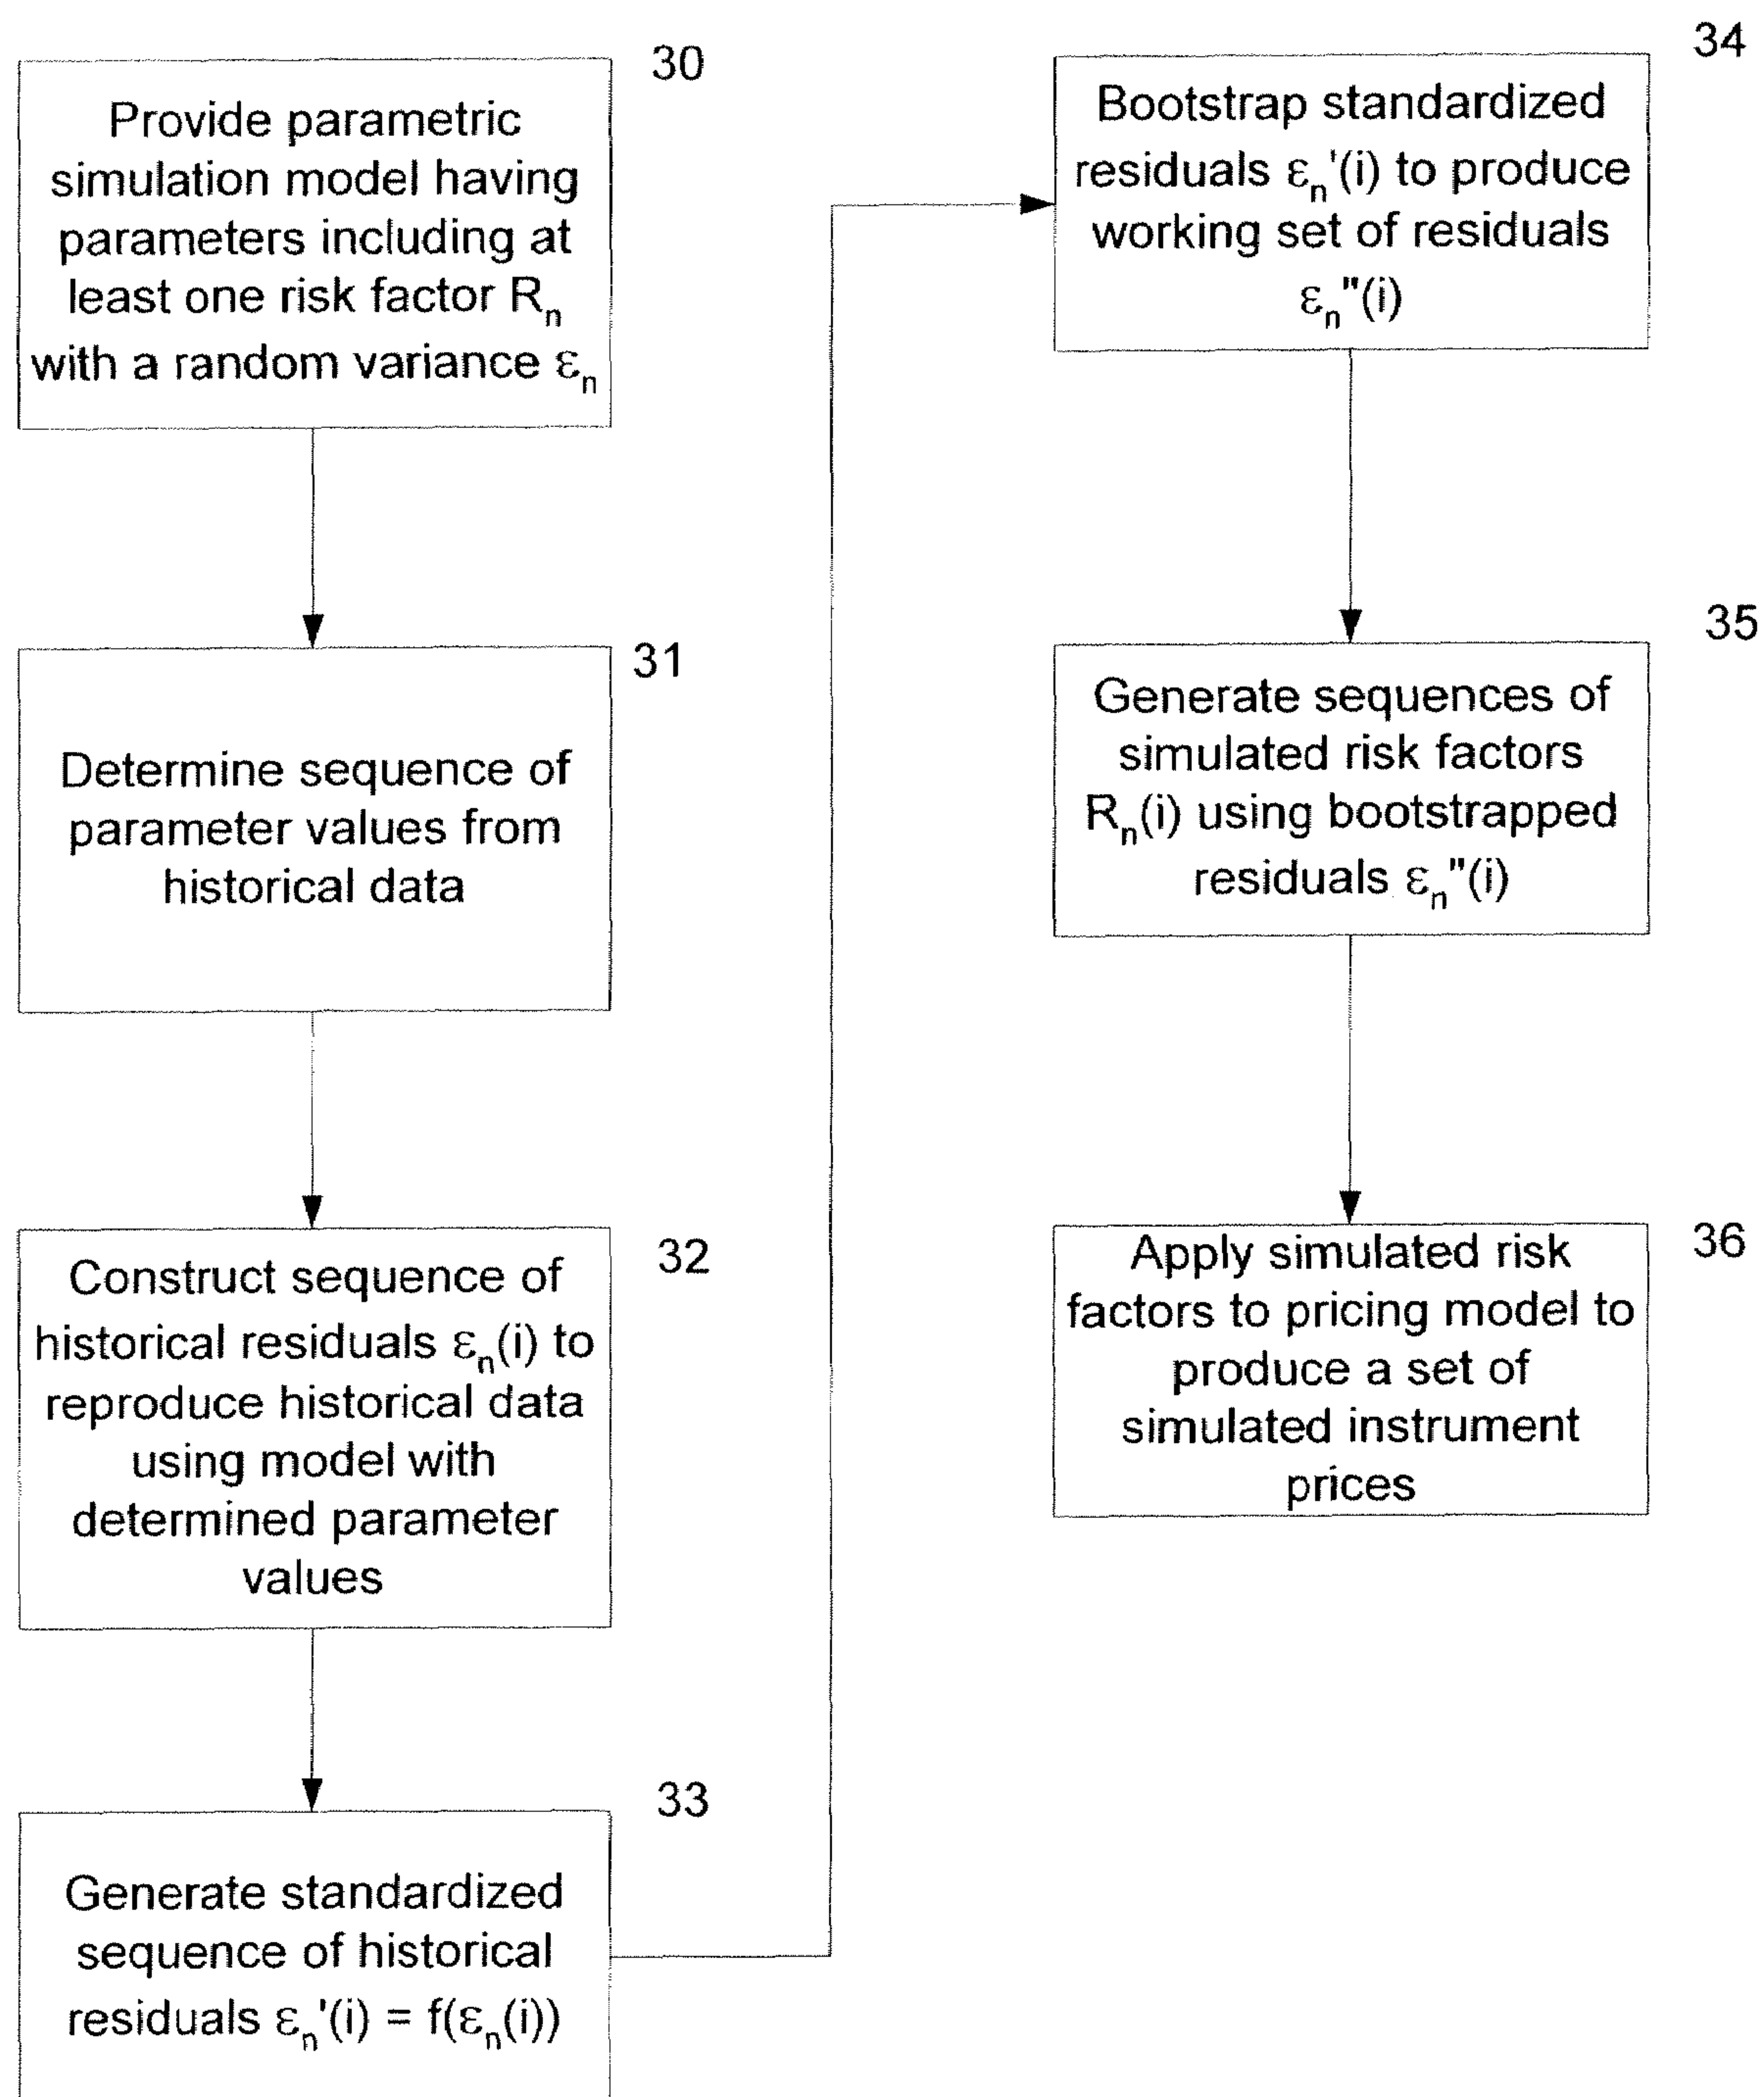 30
Provide parametric
simulation model having
parameters including at
least one risk factor Rₙ
with a random variance εₙ
31
Determine sequence of
parameter values from
historical data
32
Construct sequence of
historical residuals εₙ(i) to
reproduce historical data
using model with
determined parameter
values
33
Generate standardized
sequence of historical
residuals εₙ'(i) = f(εₙ(i))
34
Bootstrap standardized
residuals εₙ'(i) to produce
working set of residuals
εₙ"(i)
35
Generate sequences of
simulated risk factors
Rₙ(i) using bootstrapped
residuals εₙ"(i)
36
Apply simulated risk
factors to pricing model to
produce a set of
simulated instrument
prices